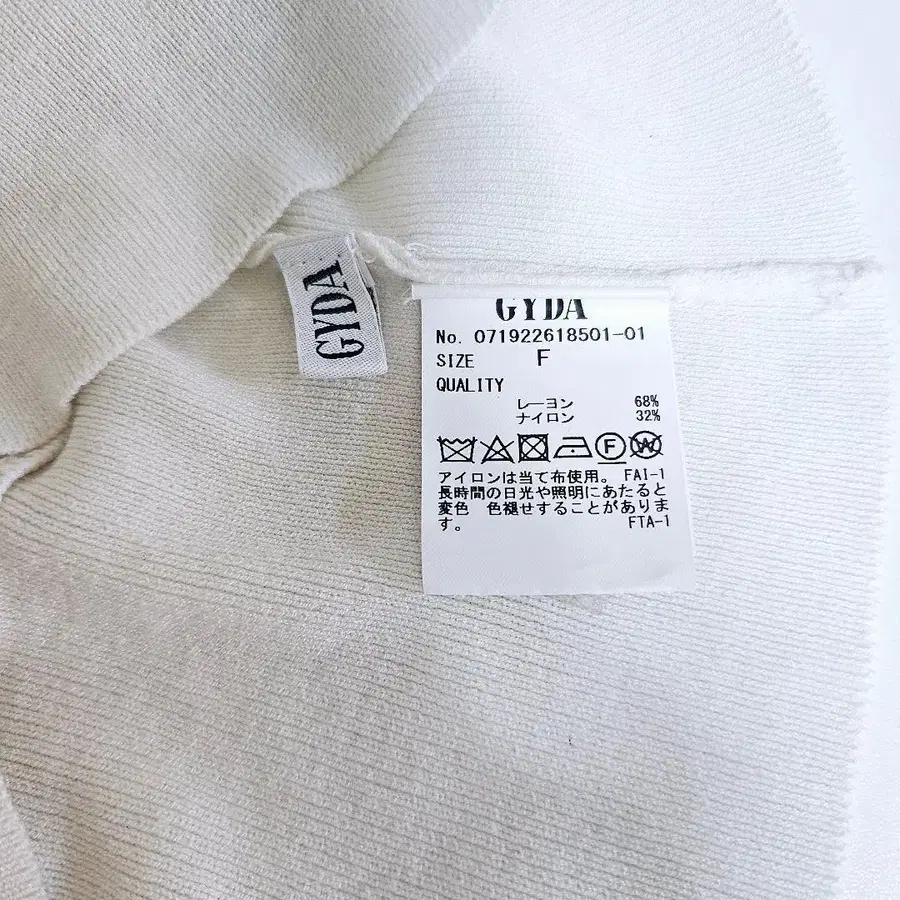 GYDA
GYDA
No. 071922618501-01
SIZE F
QUALITY
レーヨン 68%
ナイロン 32%
アイロンは当て布使用。 FAI-1
長時間の日光や照明にあたると
変色 色褪せすることがありま
す。 FTA-1